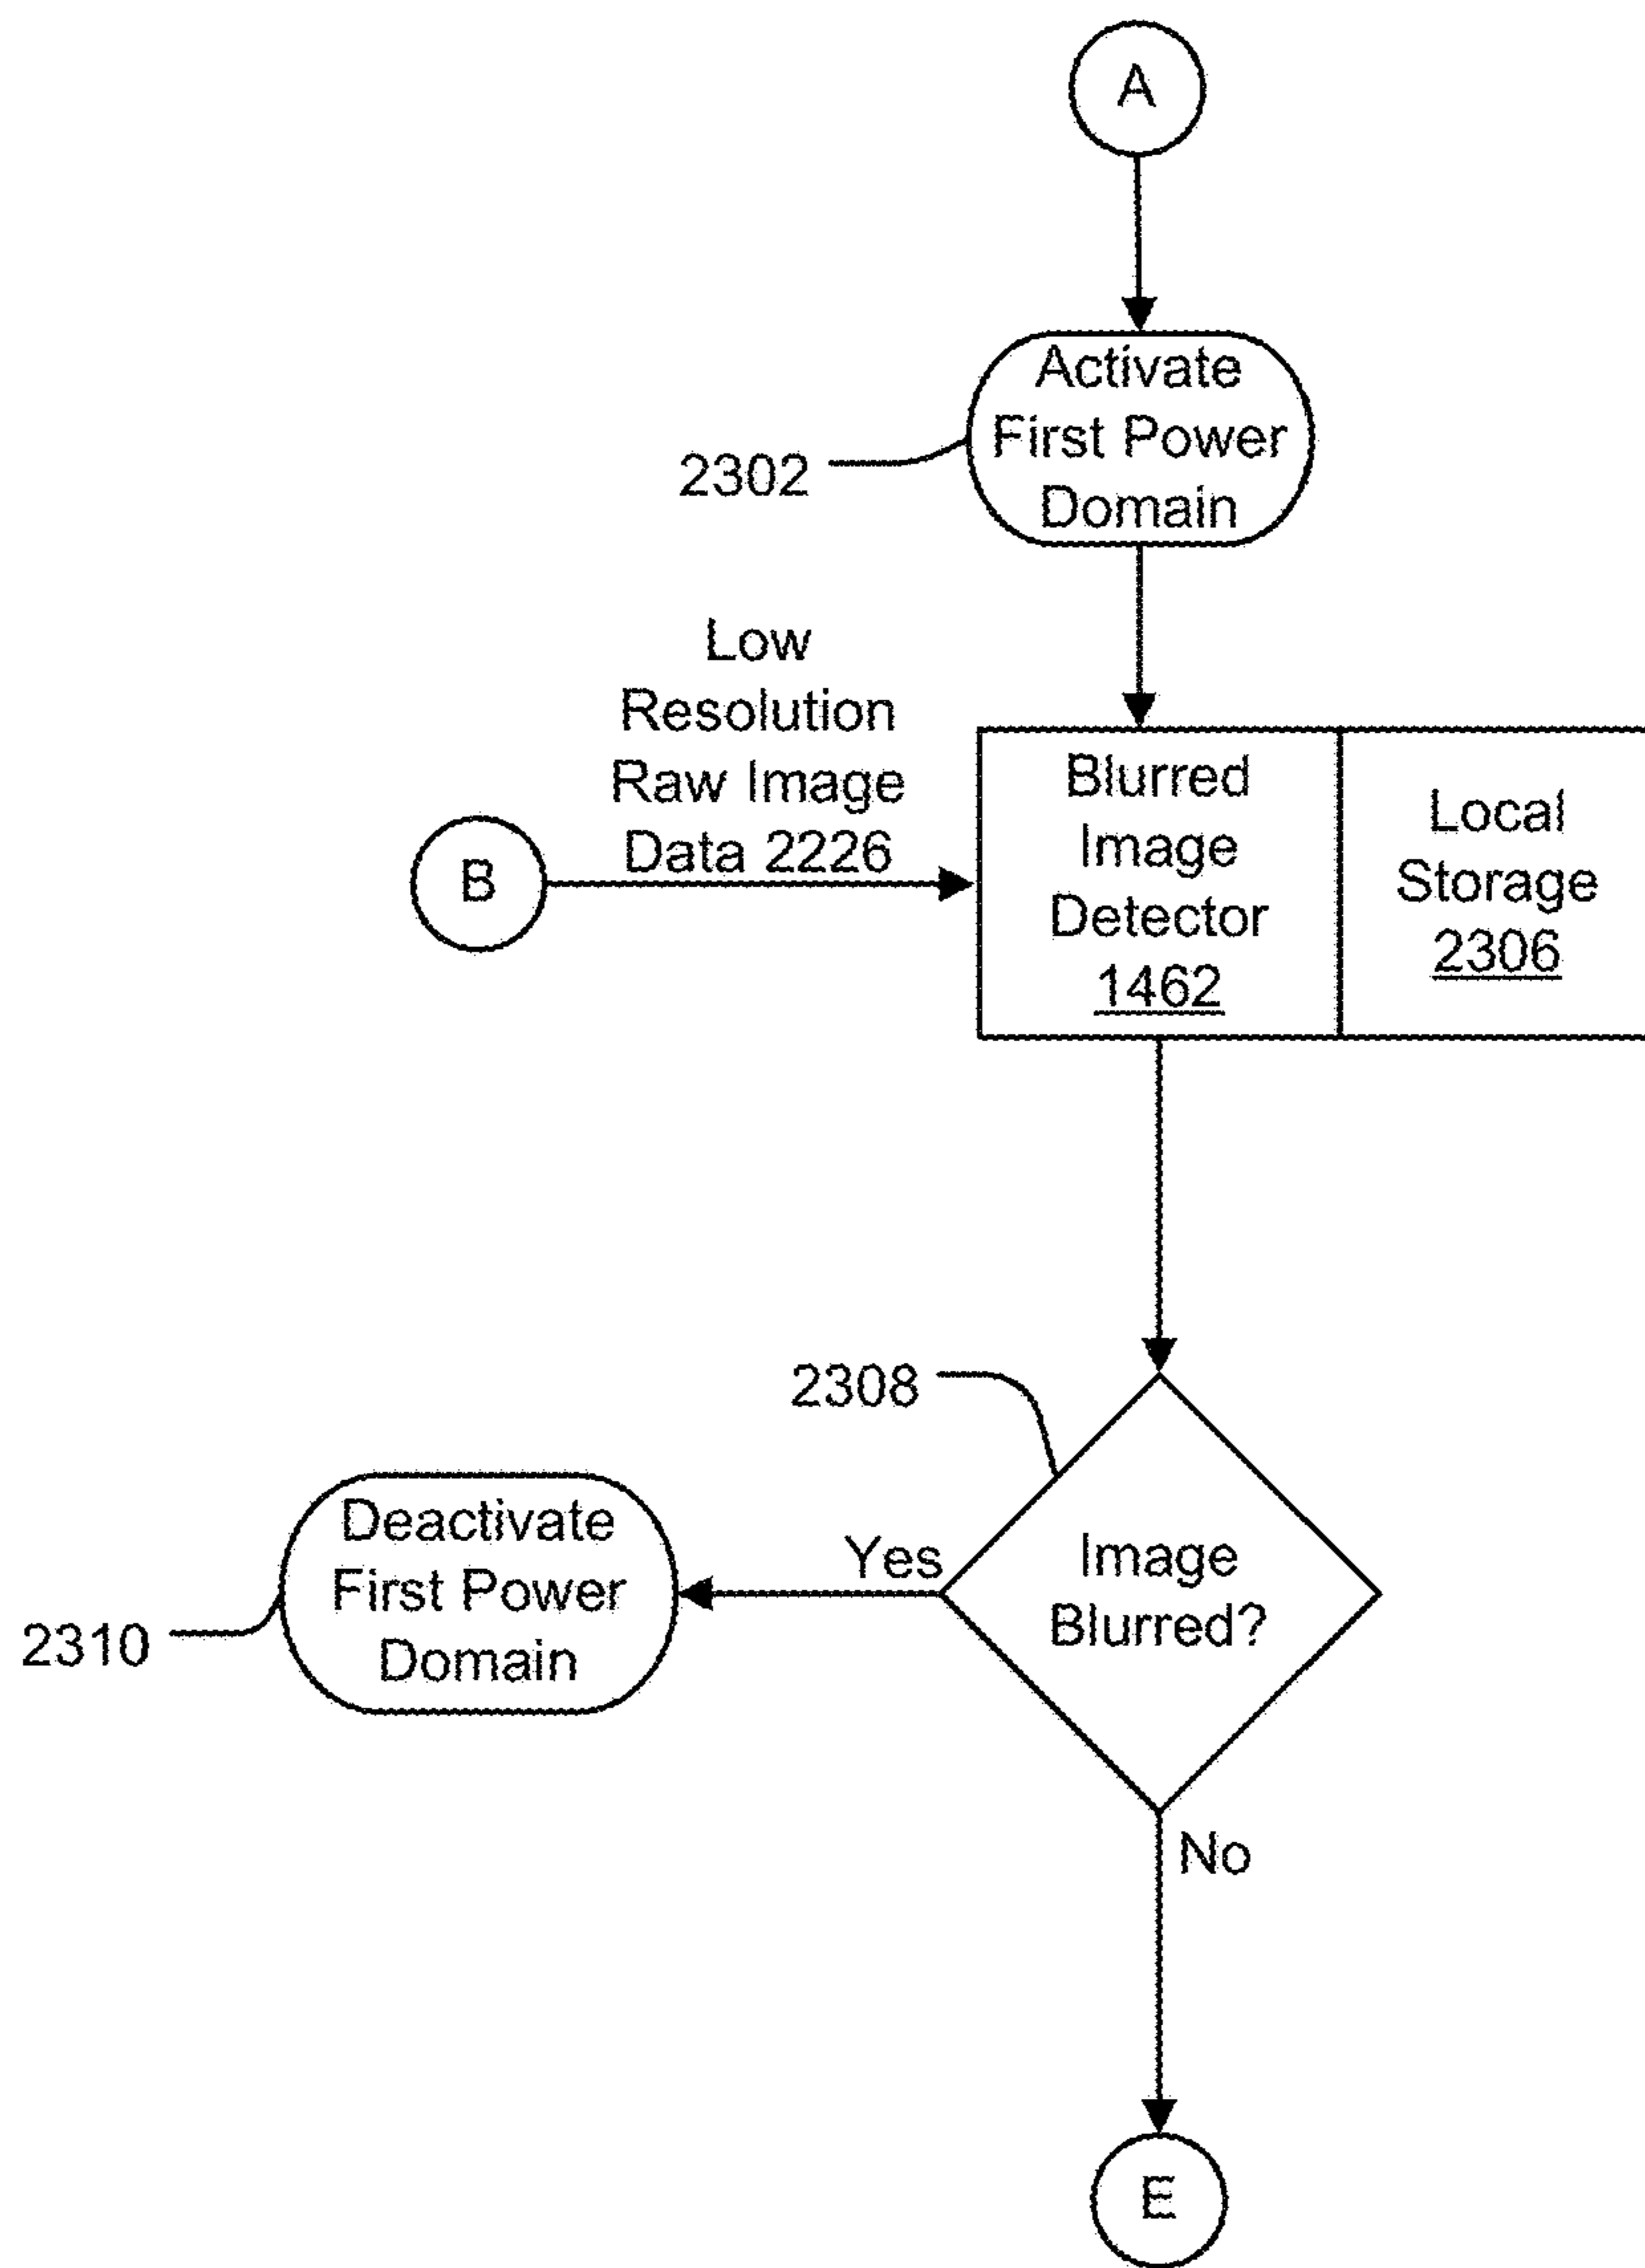 A
Activate
First Power
Domain
2302
Low
Resolution
Raw Image
Data 2226
B
Blurred
Image
Detector
1462
Local
Storage
2306
2308
Image
Blurred?
Yes
Deactivate
First Power
Domain
2310
No
E